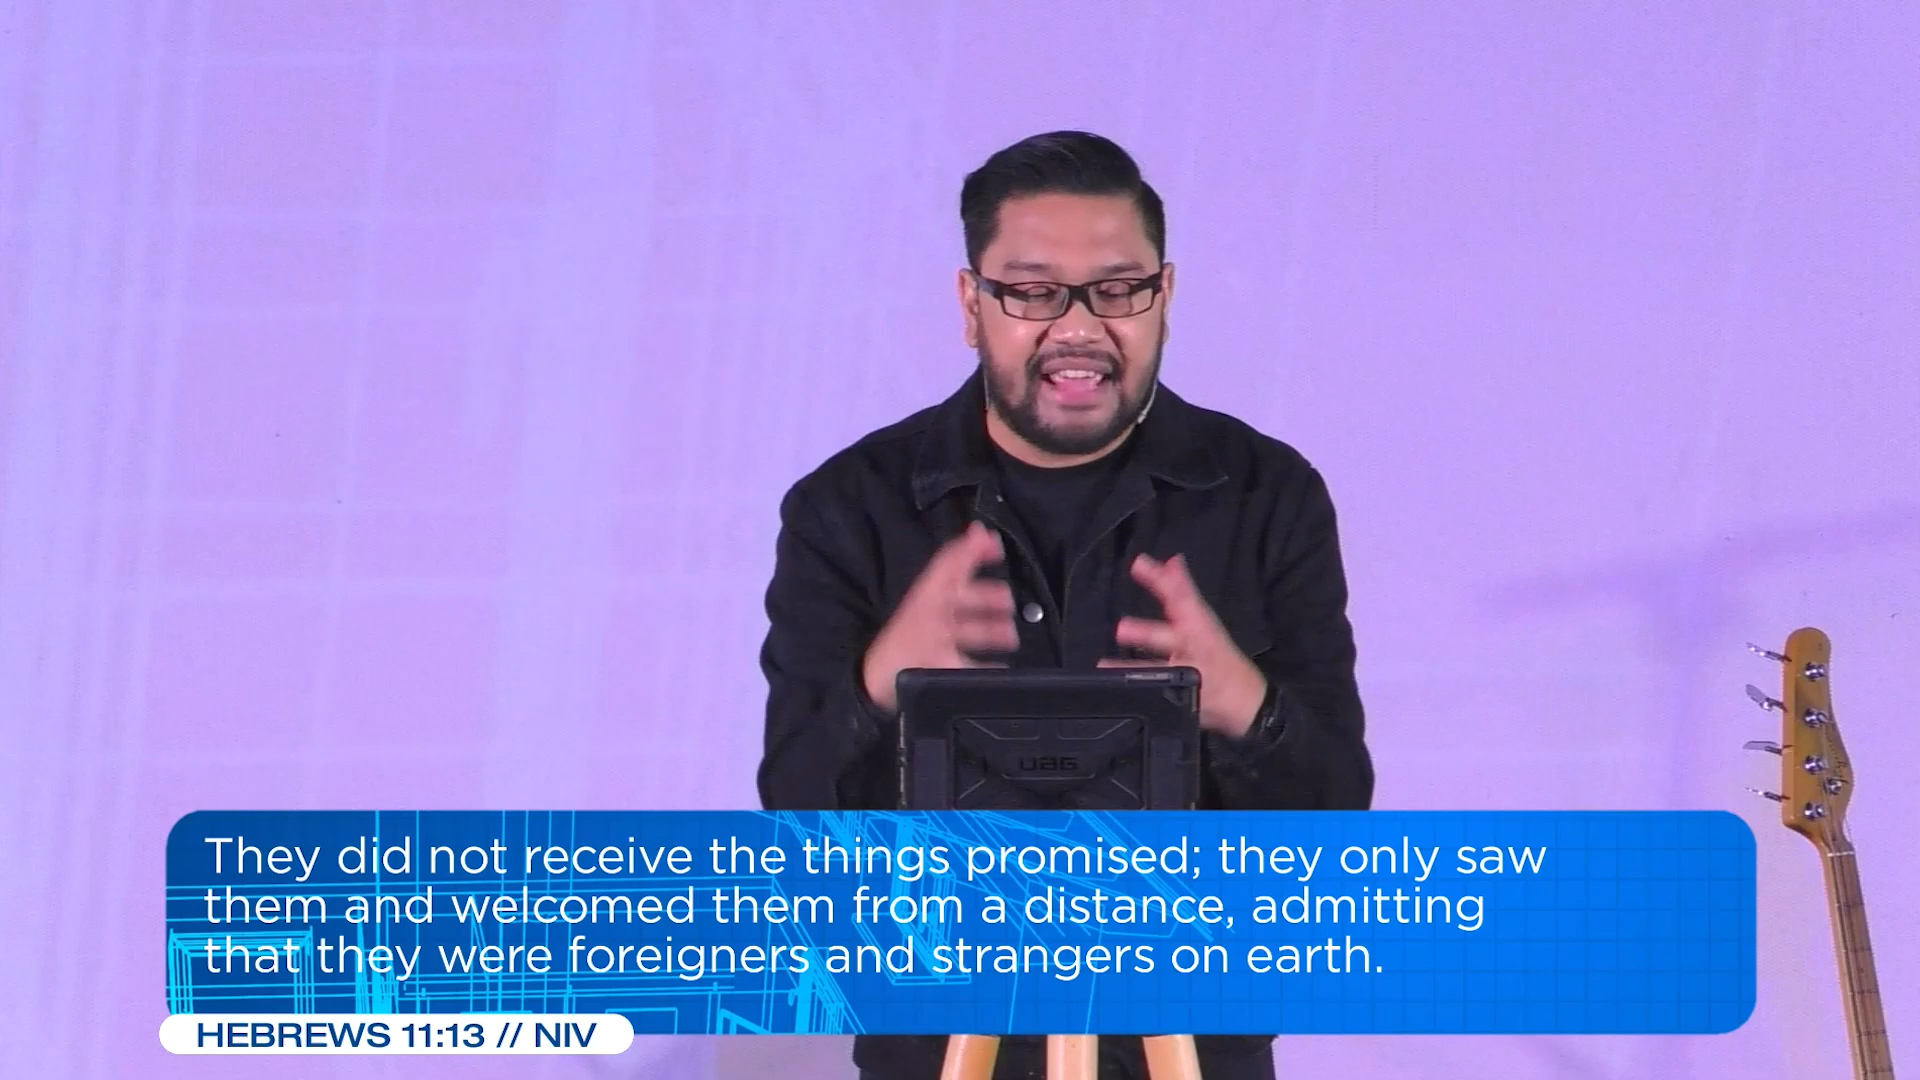 UAG
They did not receive the things promised; they only saw
them and welcomed them from a distance, admitting
that they were foreigners and strangers on earth.
HEBREWS 11:13 // NIV